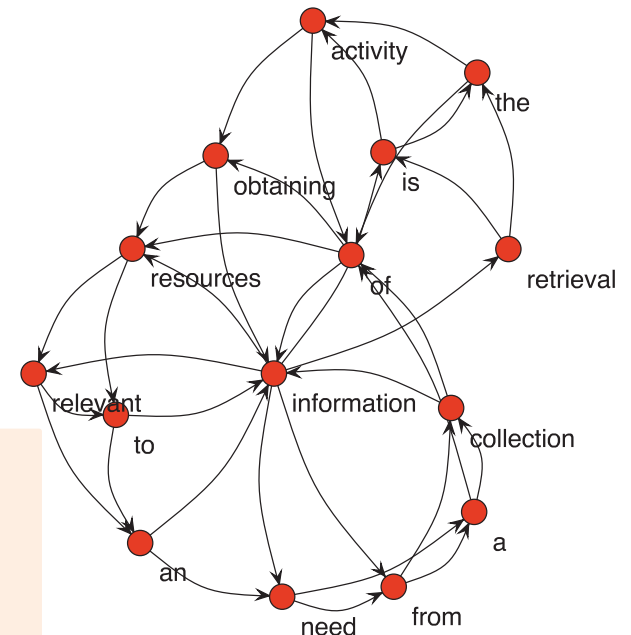 activity
the
is
obtaining
of
resources
retrieval
relevant
information
to
collection
a
an
from
need